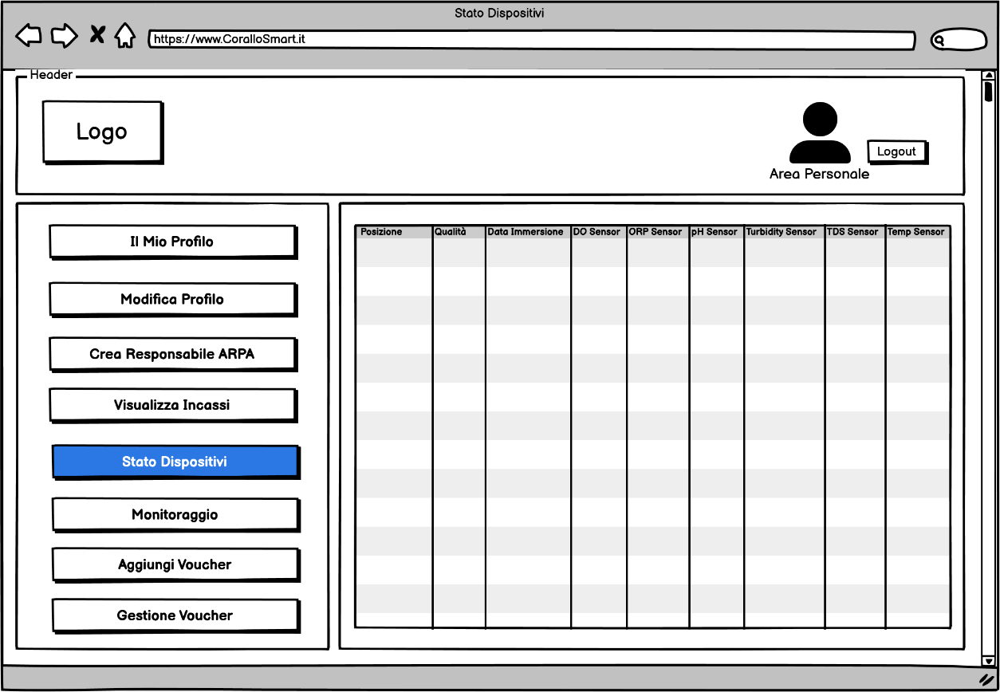 Stato Dispositivi
https://www.CoralloSmart.it
Header
Logo
Logout
Area Personale
Il Mio Profilo
Modifica Profilo
Crea Responsabile ARPA
Visualizza Incassi
Stato Dispositivi
Monitoraggio
Aggiungi Voucher
Gestione Voucher
Posizione Qualità Data Immersione DO Sensor ORP Sensor pH Sensor Turbidity Sensor TDS Sensor Temp Sensor